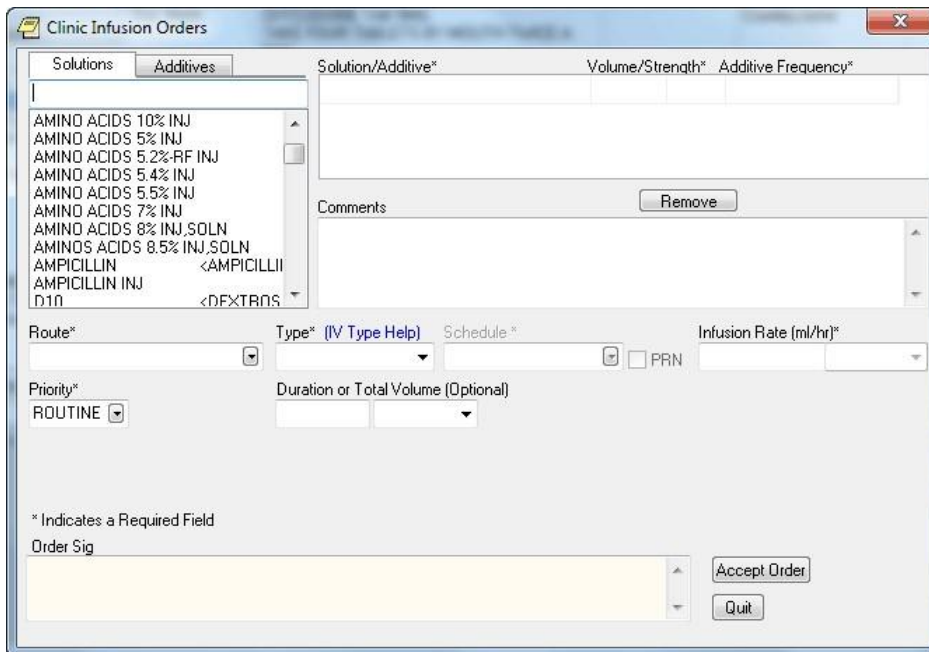 Clinic Infusion Orders
Solutions Additives
Solution/Additive* Volume/Strength* Additive Frequency*
AMINO ACIDS 10% INJ
AMINO ACIDS 5% INJ
AMINO ACIDS 5.2%-RF INJ
AMINO ACIDS 5.4% INJ
AMINO ACIDS 5.5% INJ
AMINO ACIDS 7% INJ
AMINO ACIDS 8% INJ,SOLN
AMINOS ACIDS 8.5% INJ,SOLN
AMPICILLIN <AMPICILLI
AMPICILLIN INJ
D10 <DEXTROS
Remove
Comments
Route* Type* (IV Type Help) Schedule * PRN Infusion Rate (ml/hr)*
Priority* Duration or Total Volume (Optional)
ROUTINE
* Indicates a Required Field
Order Sig
Accept Order
Quit